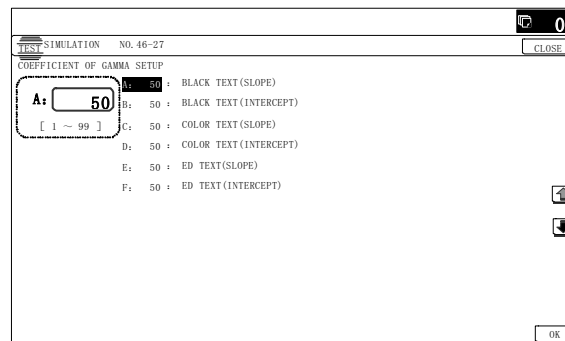 0
TEST SIMULATION NO.46-27
CLOSE
COEFFICIENT OF GAMMA SETUP
A: 50
[ 1 ～ 99 ]
A: 50 : BLACK TEXT(SLOPE)
B: 50 : BLACK TEXT(INTERCEPT)
C: 50 : COLOR TEXT(SLOPE)
D: 50 : COLOR TEXT(INTERCEPT)
E: 50 : ED TEXT(SLOPE)
F: 50 : ED TEXT(INTERCEPT)
OK